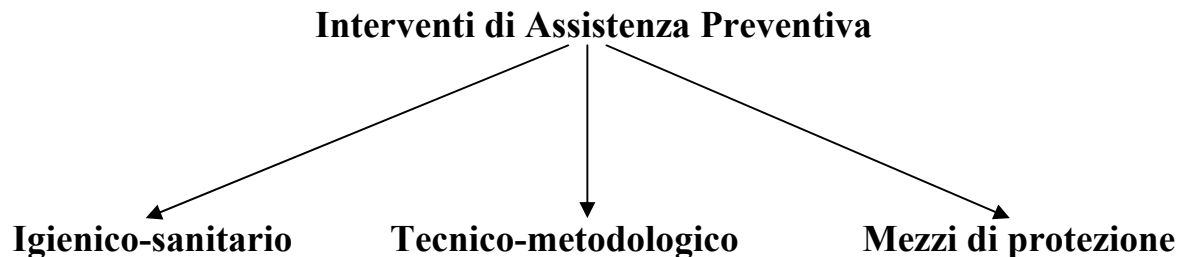 Interventi di Assistenza Preventiva
Igienico-sanitario Tecnico-metodologico Mezzi di protezione